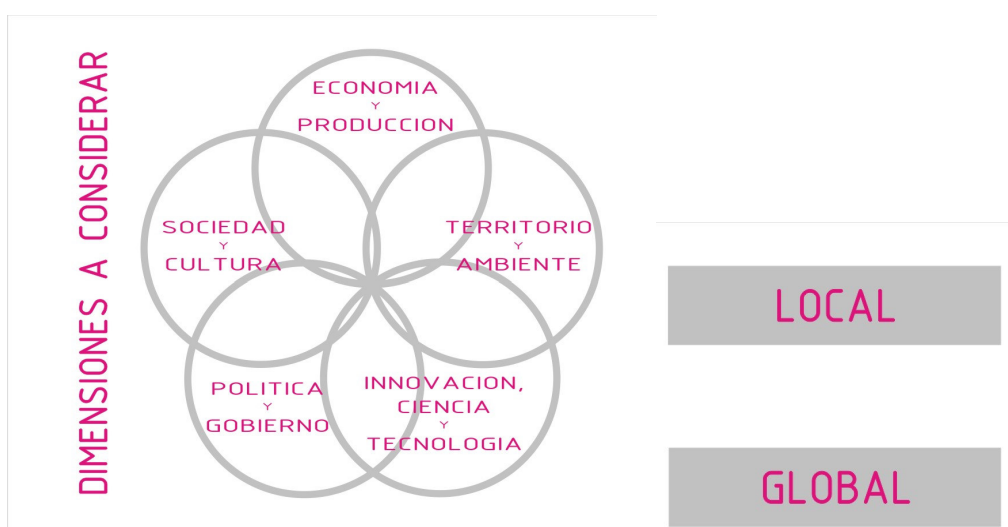 DIMENSIONES A CONSIDERAR
ECONOMIA
Y
PRODUCCION
SOCIEDAD
Y
CULTURA
TERRITORIO
Y
AMBIENTE
POLITICA
Y
GOBIERNO
INNOVACION,
CIENCIA
Y
TECNOLOGIA
LOCAL
GLOBAL